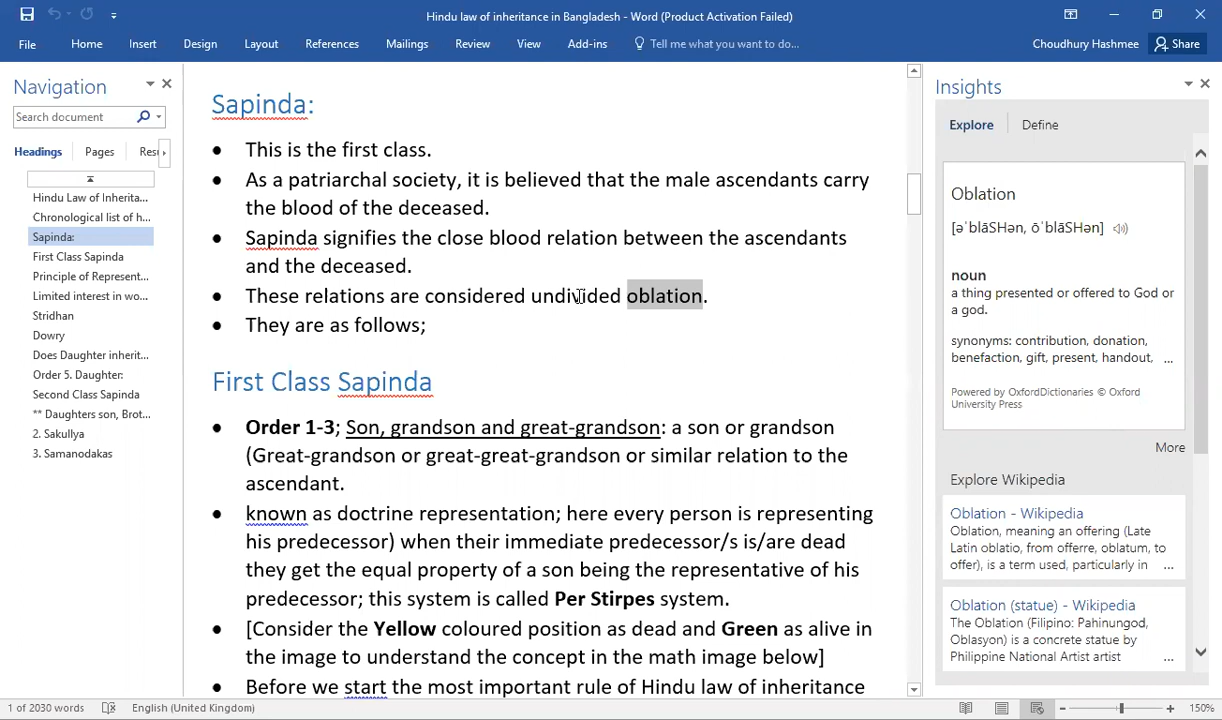 Hindu law of inheritance in Bangladesh - Word (Product Activation Failed)
File Home Insert Design Layout References Mailings Review View Add-ins Tell me what you want to do... Choudhury Hashmee Share
Navigation
Search document
Headings Pages Resu
Hindu Law of Inherita...
Chronological list of h...
Sapinda:
First Class Sapinda
Principle of Represent...
Limited interest in wo...
Stridhan
Dowry
Does Daughter inherit...
Order 5. Daughter:
Second Class Sapinda
** Daughters son, Brot...
2. Sakullya
3. Samanodakas
Sapinda:
This is the first class.
As a patriarchal society, it is believed that the male ascendants carry
the blood of the deceased.
Sapinda signifies the close blood relation between the ascendants
and the deceased.
These relations are considered undivided oblation.
They are as follows;
First Class Sapinda
Order 1-3; Son, grandson and great-grandson: a son or grandson
(Great-grandson or great-great-grandson or similar relation to the
ascendant.
known as doctrine representation; here every person is representing
his predecessor) when their immediate predecessor/s is/are dead
they get the equal property of a son being the representative of his
predecessor; this system is called Per Stirpes system.
[Consider the Yellow coloured position as dead and Green as alive in
the image to understand the concept in the math image below]
Before we start the most important rule of Hindu law of inheritance
Insights
Explore Define
Oblation
[əˈblāSHən, ōˈblāSHən]
noun
a thing presented or offered to God or
a god.
synonyms: contribution, donation,
benefaction, gift, present, handout, ...
Powered by OxfordDictionaries © Oxford
University Press
More
Explore Wikipedia
Oblation - Wikipedia
Oblation, meaning an offering (Late
Latin oblatio, from offerre, oblatum, to
offer), is a term used, particularly in ...
Oblation (statue) - Wikipedia
The Oblation (Filipino: Pahinungod,
Oblasyon) is a concrete statue by
Philippine National Artist artist ...
1 of 2030 words English (United Kingdom) 150%